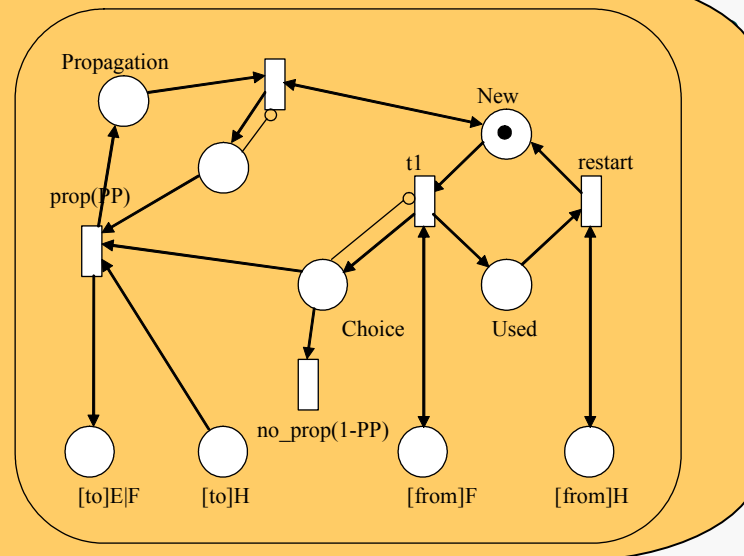 Propagation
New
t1
restart
prop(PP)
Choice
Used
no_prop(1-PP)
[to]E|F
[to]H
[from]F
[from]H